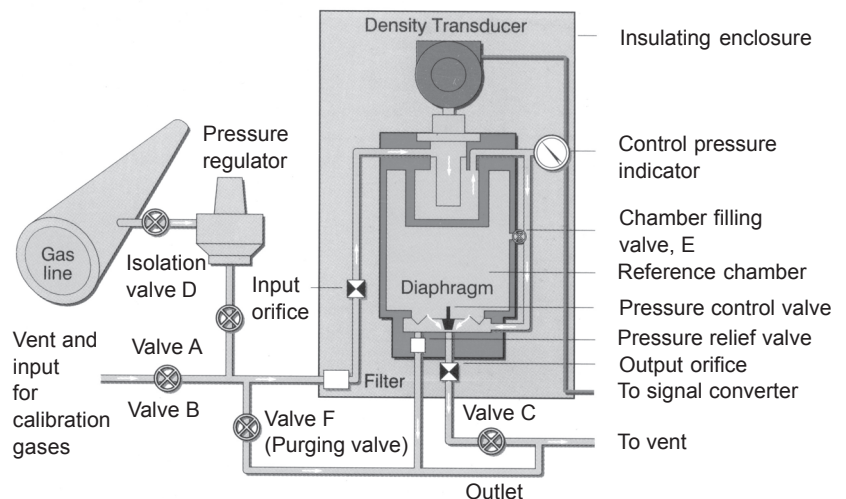 Density Transducer
Insulating enclosure
Pressure
regulator
Control pressure
indicator
Chamber filling
valve, E
Gas
line
Isolation
valve D
Input
orifice
Reference chamber
Diaphragm
Pressure control valve
Pressure relief valve
Output orifice
To signal converter
Vent and
input
for
calibration
gases
Valve A
Valve B
Filter
Valve F
(Purging valve)
Valve C
To vent
Outlet